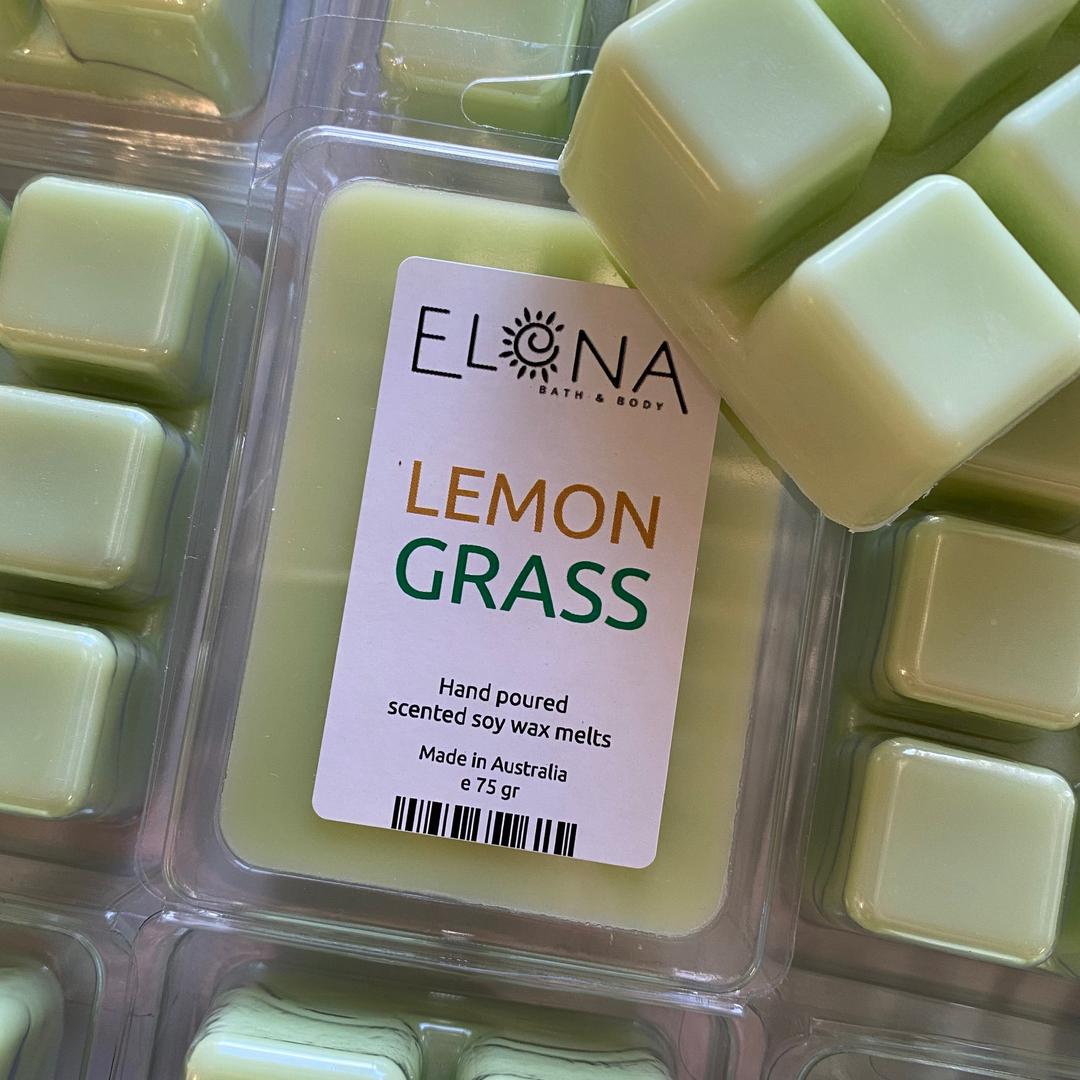 ELONA
BATH & BODY
LEMON
GRASS
Hand poured
scented soy wax melts
Made in Australia
e 75 gr